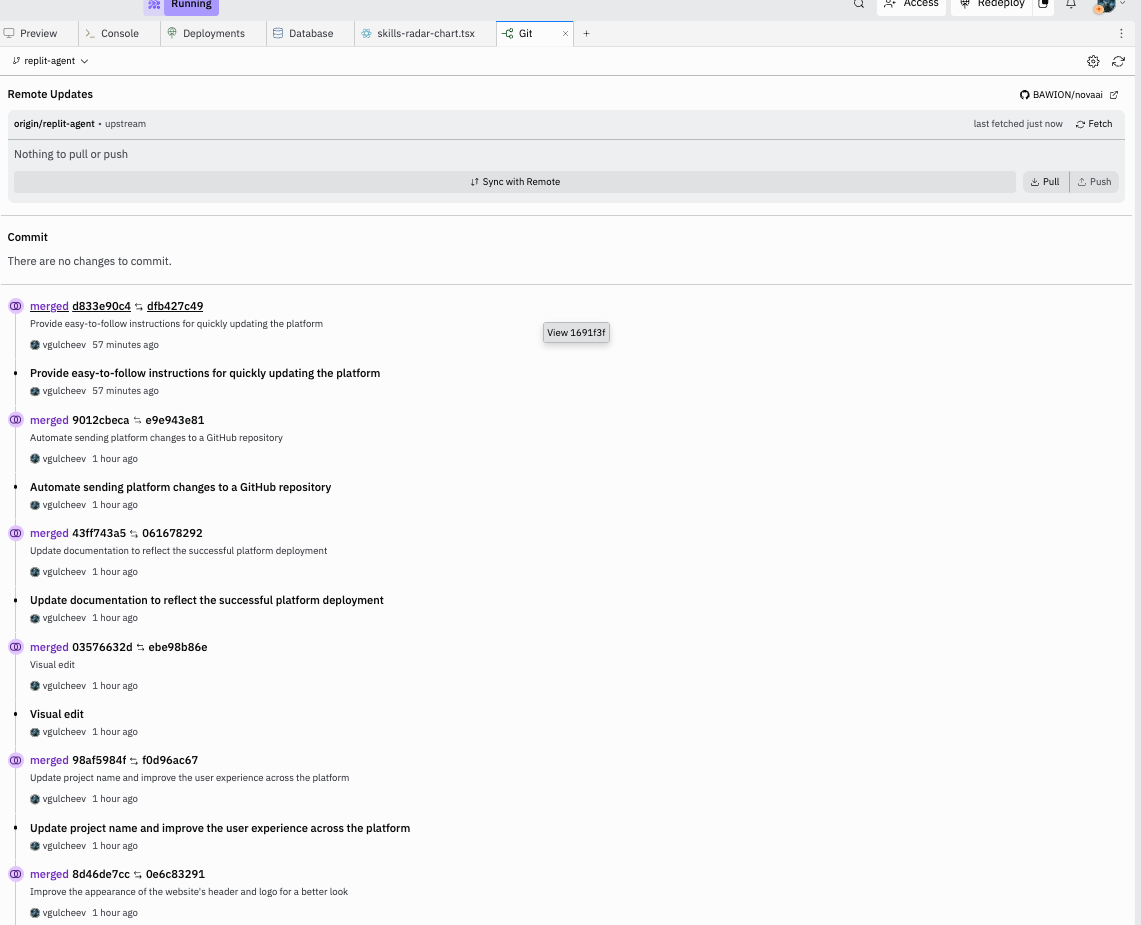 Running
Access
Redeploy
Preview
Console
Deployments
Database
skills-radar-chart.tsx
Git
replit-agent
Remote Updates
BAWION/novaai
origin/replit-agent • upstream
last fetched just now
Fetch
Nothing to pull or push
Sync with Remote
Pull
Push
Commit
There are no changes to commit.
merged d833e90c4 dfb427c49
Provide easy-to-follow instructions for quickly updating the platform
View 1691f3f
vgulcheev 57 minutes ago
Provide easy-to-follow instructions for quickly updating the platform
vgulcheev 57 minutes ago
merged 9012cbeca e9e943e81
Automate sending platform changes to a GitHub repository
vgulcheev 1 hour ago
Automate sending platform changes to a GitHub repository
vgulcheev 1 hour ago
merged 43ff743a5 061678292
Update documentation to reflect the successful platform deployment
vgulcheev 1 hour ago
Update documentation to reflect the successful platform deployment
vgulcheev 1 hour ago
merged 03576632d ebe98b86e
Visual edit
vgulcheev 1 hour ago
Visual edit
vgulcheev 1 hour ago
merged 98af5984f f0d96ac67
Update project name and improve the user experience across the platform
vgulcheev 1 hour ago
Update project name and improve the user experience across the platform
vgulcheev 1 hour ago
merged 8d46de7cc 0e6c83291
Improve the appearance of the website's header and logo for a better look
vgulcheev 1 hour ago